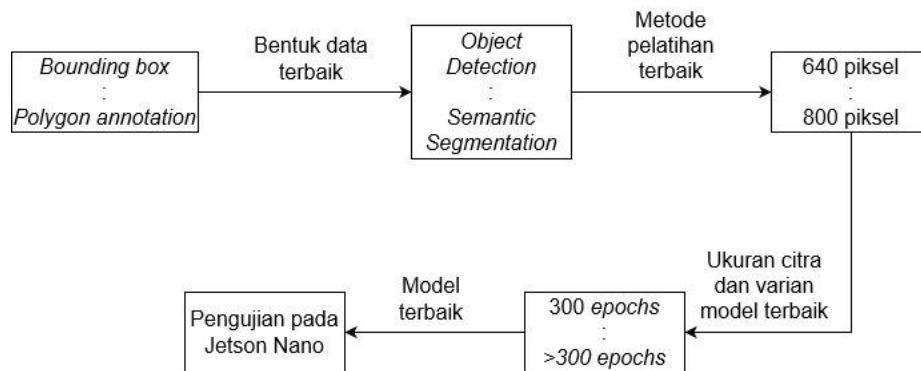 Bounding box
:
Polygon annotation
Bentuk data
terbaik
Object
Detection
:
Semantic
Segmentation
Metode
pelatihan
terbaik
640 piksel
:
800 piksel
Ukuran citra
dan varian
model terbaik
300 epochs
:
>300 epochs
Model
terbaik
Pengujian pada
Jetson Nano